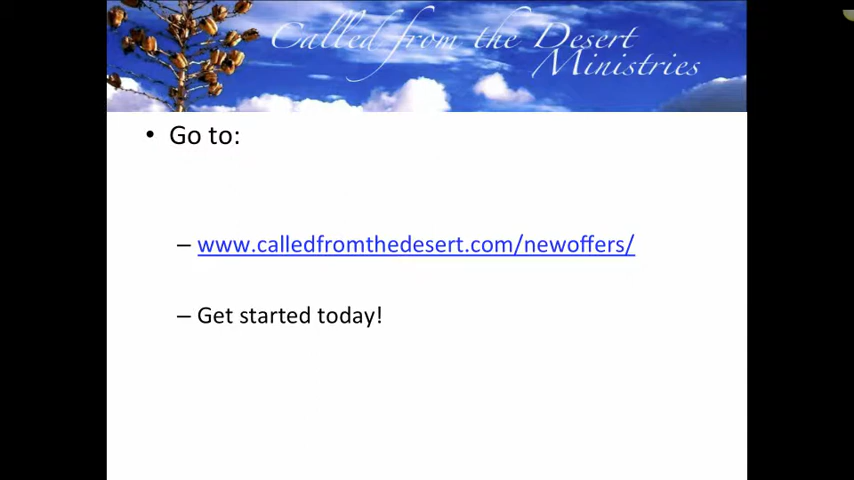 Called from the Desert
Ministries
• Go to:
– www.calledfromthedesert.com/newoffers/
– Get started today!